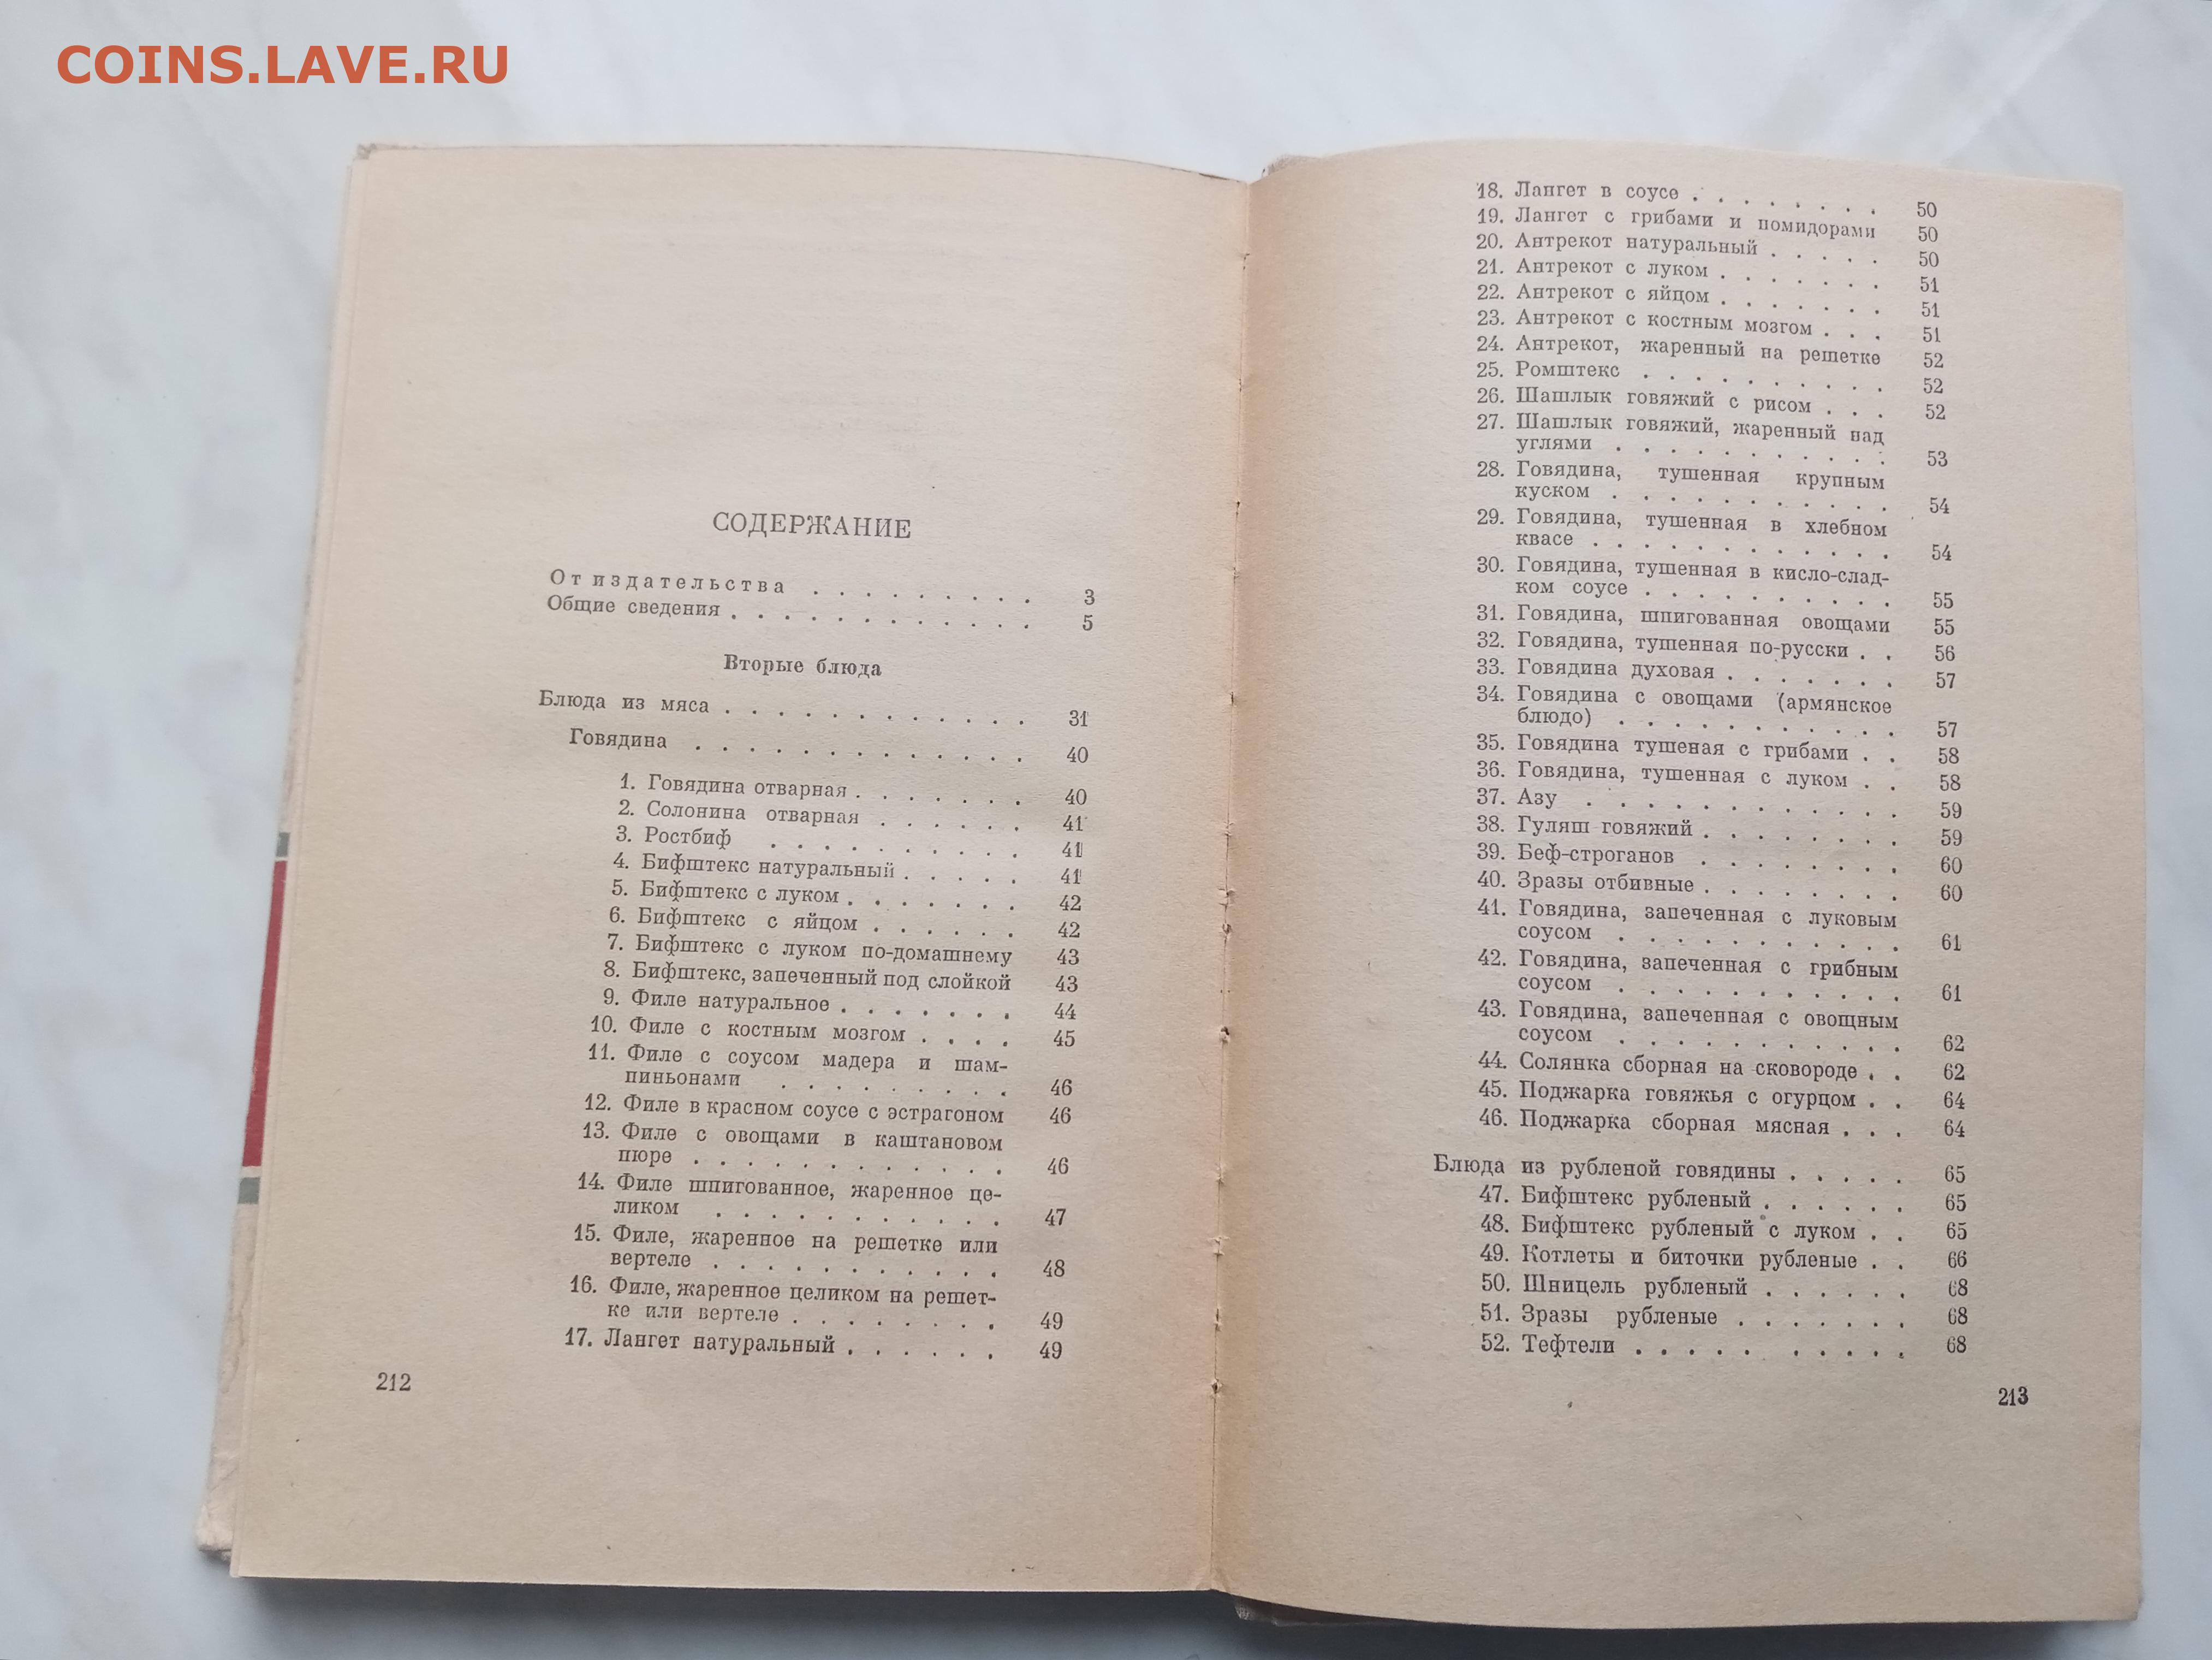 COINS.LAVE.RU
СОДЕРЖАНИЕ
От издательства . . . . . . . . . 3
Общие сведения . . . . . . . . . . . . 5
Вторые блюда
Блюда из мяса . . . . . . . . . . . . 31
Говядина . . . . . . . . . . . . . 40
1. Говядина отварная . . . . . . . 40
2. Солонина отварная . . . . . . 41
3. Ростбиф . . . . . . . . . . 41
4. Бифштекс натуральный . . . . . 41
5. Бифштекс с луком . . . . . . . 42
6. Бифштекс с яйцом . . . . . . 42
7. Бифштекс с луком по-домашнему 43
8. Бифштекс, запеченный под слойкой 43
9. Филе натуральное . . . . . . . 44
10. Филе с костным мозгом . . . . 45
11. Филе с соусом мадера и шам-
пиньонами . . . . . . . . . 46
12. Филе в красном соусе с эстрагоном 46
13. Филе с овощами в каштановом
пюре . . . . . . . . . . . . 46
14. Филе шпигованное, жаренное це-
ликом . . . . . . . . . . . 47
15. Филе, жаренное на решетке или
вертеле . . . . . . . . . . . 48
16. Филе, жаренное целиком на решет-
ке или вертеле . . . . . . . . 49
17. Лангет натуральный . . . . . . 49
212
18. Лангет в соусе . . . . . . . . 50
19. Лангет с грибами и помидорами 50
20. Антрекот натуральный . . . . . 50
21. Антрекот с луком . . . . . . . 51
22. Антрекот с яйцом . . . . . . . 51
23. Антрекот с костным мозгом . . . 51
24. Антрекот, жаренный на решетке 52
25. Ромштекс . . . . . . . . . . 52
26. Шашлык говяжий с рисом . . . 52
27. Шашлык говяжий, жаренный над
углями . . . . . . . . . . . 53
28. Говядина, тушенная крупным
куском . . . . . . . . . . . 54
29. Говядина, тушенная в хлебном
квасе . . . . . . . . . . . . 54
30. Говядина, тушенная в кисло-слад-
ком соусе . . . . . . . . . . 55
31. Говядина, шпигованная овощами 55
32. Говядина, тушенная по-русски . . 56
33. Говядина духовая . . . . . . . 57
34. Говядина с овощами (армянское
блюдо) . . . . . . . . . . . 57
35. Говядина тушеная с грибами . . 58
36. Говядина, тушенная с луком . . 58
37. Азу . . . . . . . . . . . . 59
38. Гуляш говяжий . . . . . . . . 59
39. Беф-строганов . . . . . . . . 60
40. Зразы отбивные . . . . . . . . 60
41. Говядина, запеченная с луковым
соусом . . . . . . . . . . . 61
42. Говядина, запеченная с грибным
соусом . . . . . . . . . . . 61
43. Говядина, запеченная с овощным
соусом . . . . . . . . . . . 62
44. Солянка сборная на сковороде . . 62
45. Поджарка говяжья с огурцом . . 64
46. Поджарка сборная мясная . . . 64
Блюда из рубленой говядины . . . . . 65
47. Бифштекс рубленый . . . . . . 65
48. Бифштекс рубленый с луком . . 65
49. Котлеты и биточки рубленые . . 66
50. Шницель рубленый . . . . . . 68
51. Зразы рубленые . . . . . . . 68
52. Тефтели . . . . . . . . . . 68
213